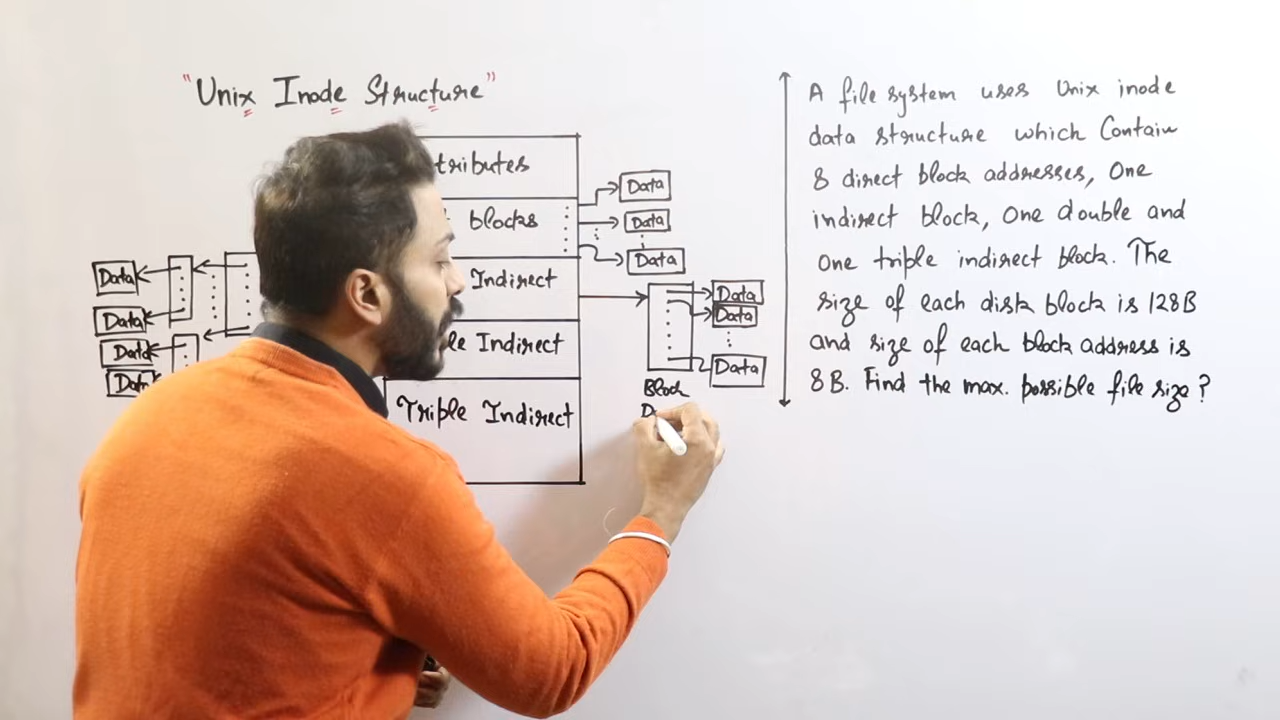 "Unix Inode Structure"
tributes
blocks
Indirect
le Indirect
Triple Indirect
Data
Data
Data
Data
Data
Data
Data
Data
Data
Data
Block
D
A file system uses Unix inode
data structure which Contain
8 direct block addresses, One
indirect block, One double and
One triple indirect block. The
size of each disk block is 128B
and size of each block address is
8B. Find the max. possible file size?